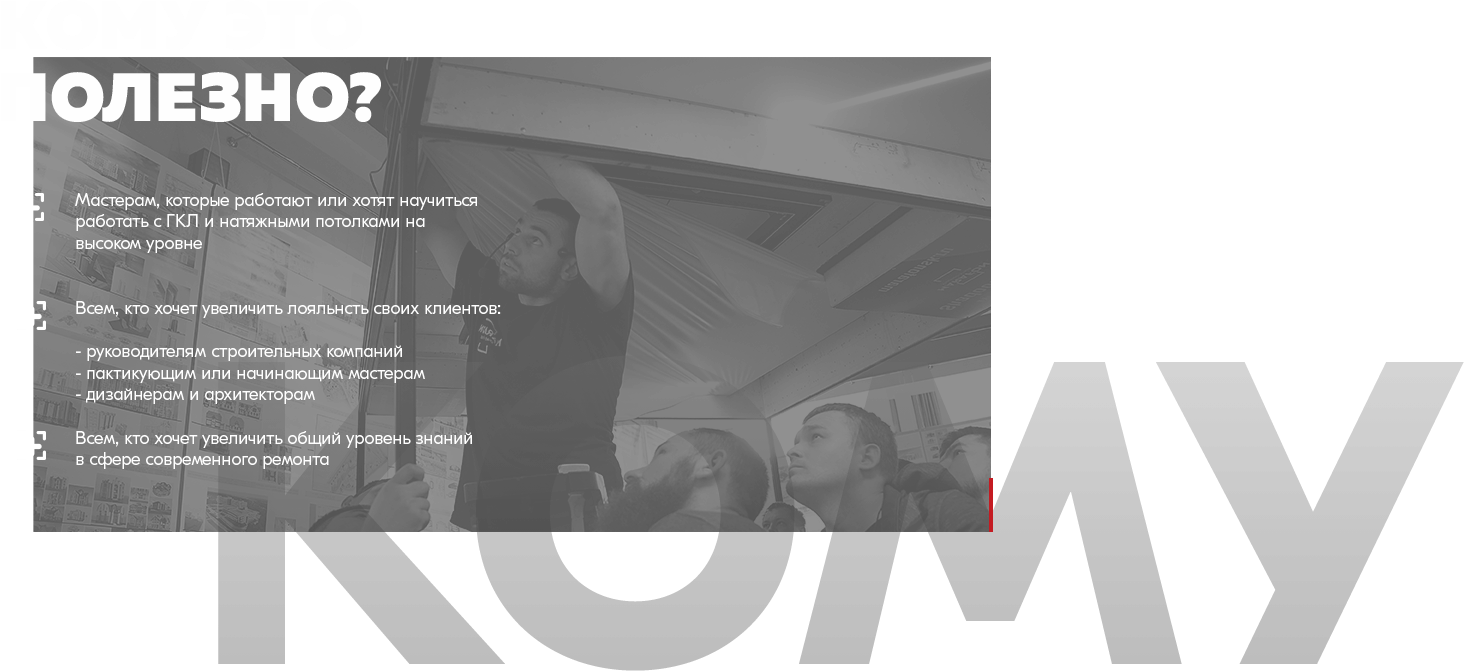 ПОЛЕЗНО?
Мастерам, которые работают или хотят научиться
работать с ГКЛ и натяжными потолками на
высоком уровне
Всем, кто хочет увеличить лояльнсть своих клиентов:
- руководителям строительных компаний
- пактикующим или начинающим мастерам
- дизайнерам и архитекторам
Всем, кто хочет увеличить общий уровень знаний
в сфере современного ремонта
КОМУ